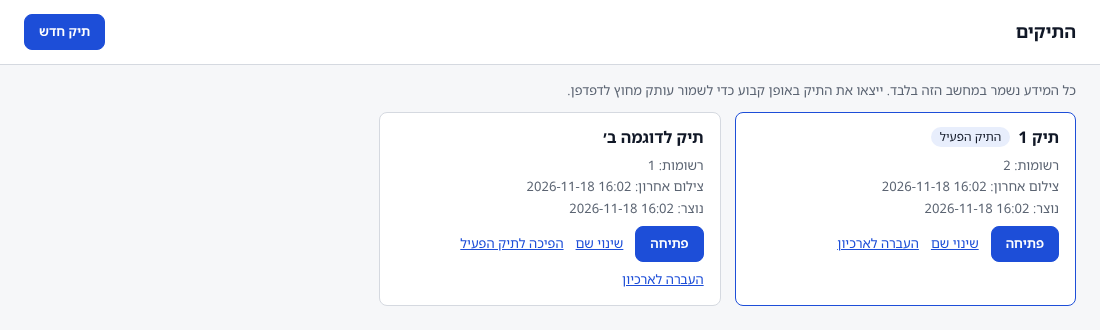 התיקים
תיק חדש
כל המידע נשמר במחשב הזה בלבד. ייצאו את התיק באופן קבוע כדי לשמור עותק מחוץ לדפדפן.
תיק 1 התיק הפעיל
רשומות: 2
צילום אחרון: 2026-11-18 16:02
נוצר: 2026-11-18 16:02
פתיחה שינוי שם העברה לארכיון
תיק לדוגמה ב׳
רשומות: 1
צילום אחרון: 2026-11-18 16:02
נוצר: 2026-11-18 16:02
פתיחה שינוי שם הפיכה לתיק הפעיל
העברה לארכיון